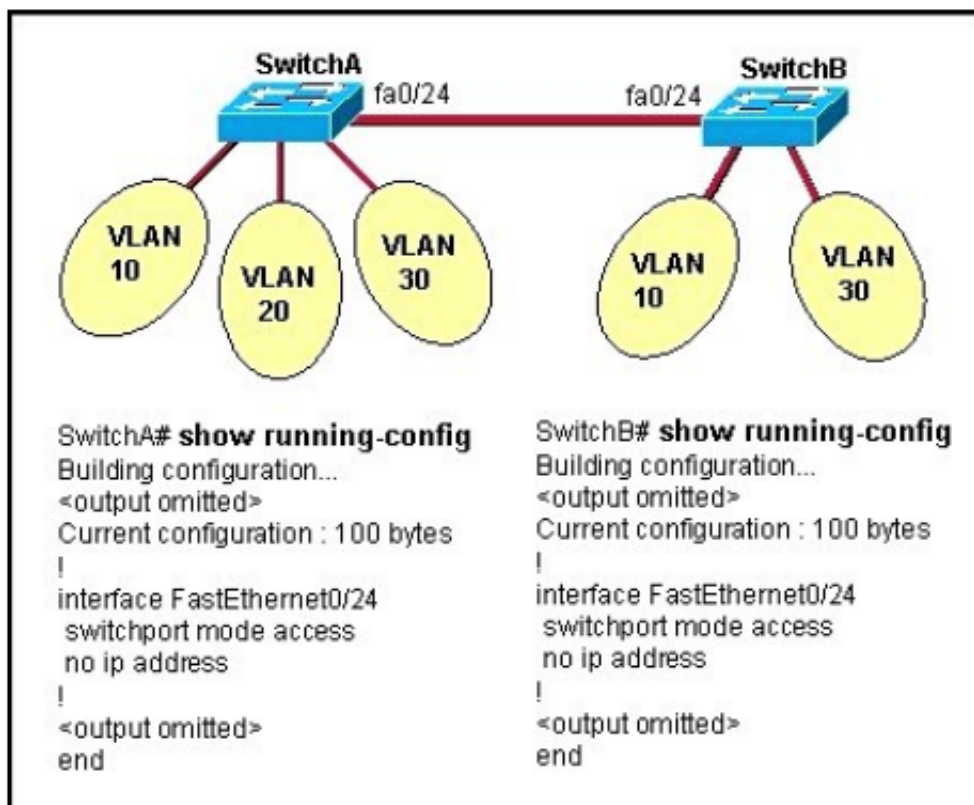 SwitchA
SwitchB
fa0/24
fa0/24
VLAN
10
VLAN
20
VLAN
30
VLAN
10
VLAN
30
SwitchA# show running-config
Building configuration...
<output omitted>
Current configuration : 100 bytes
!
interface FastEthernet0/24
switchport mode access
no ip address
!
<output omitted>
end
SwitchB# show running-config
Building configuration...
<output omitted>
Current configuration : 100 bytes
!
interface FastEthernet0/24
switchport mode access
no ip address
!
<output omitted>
end